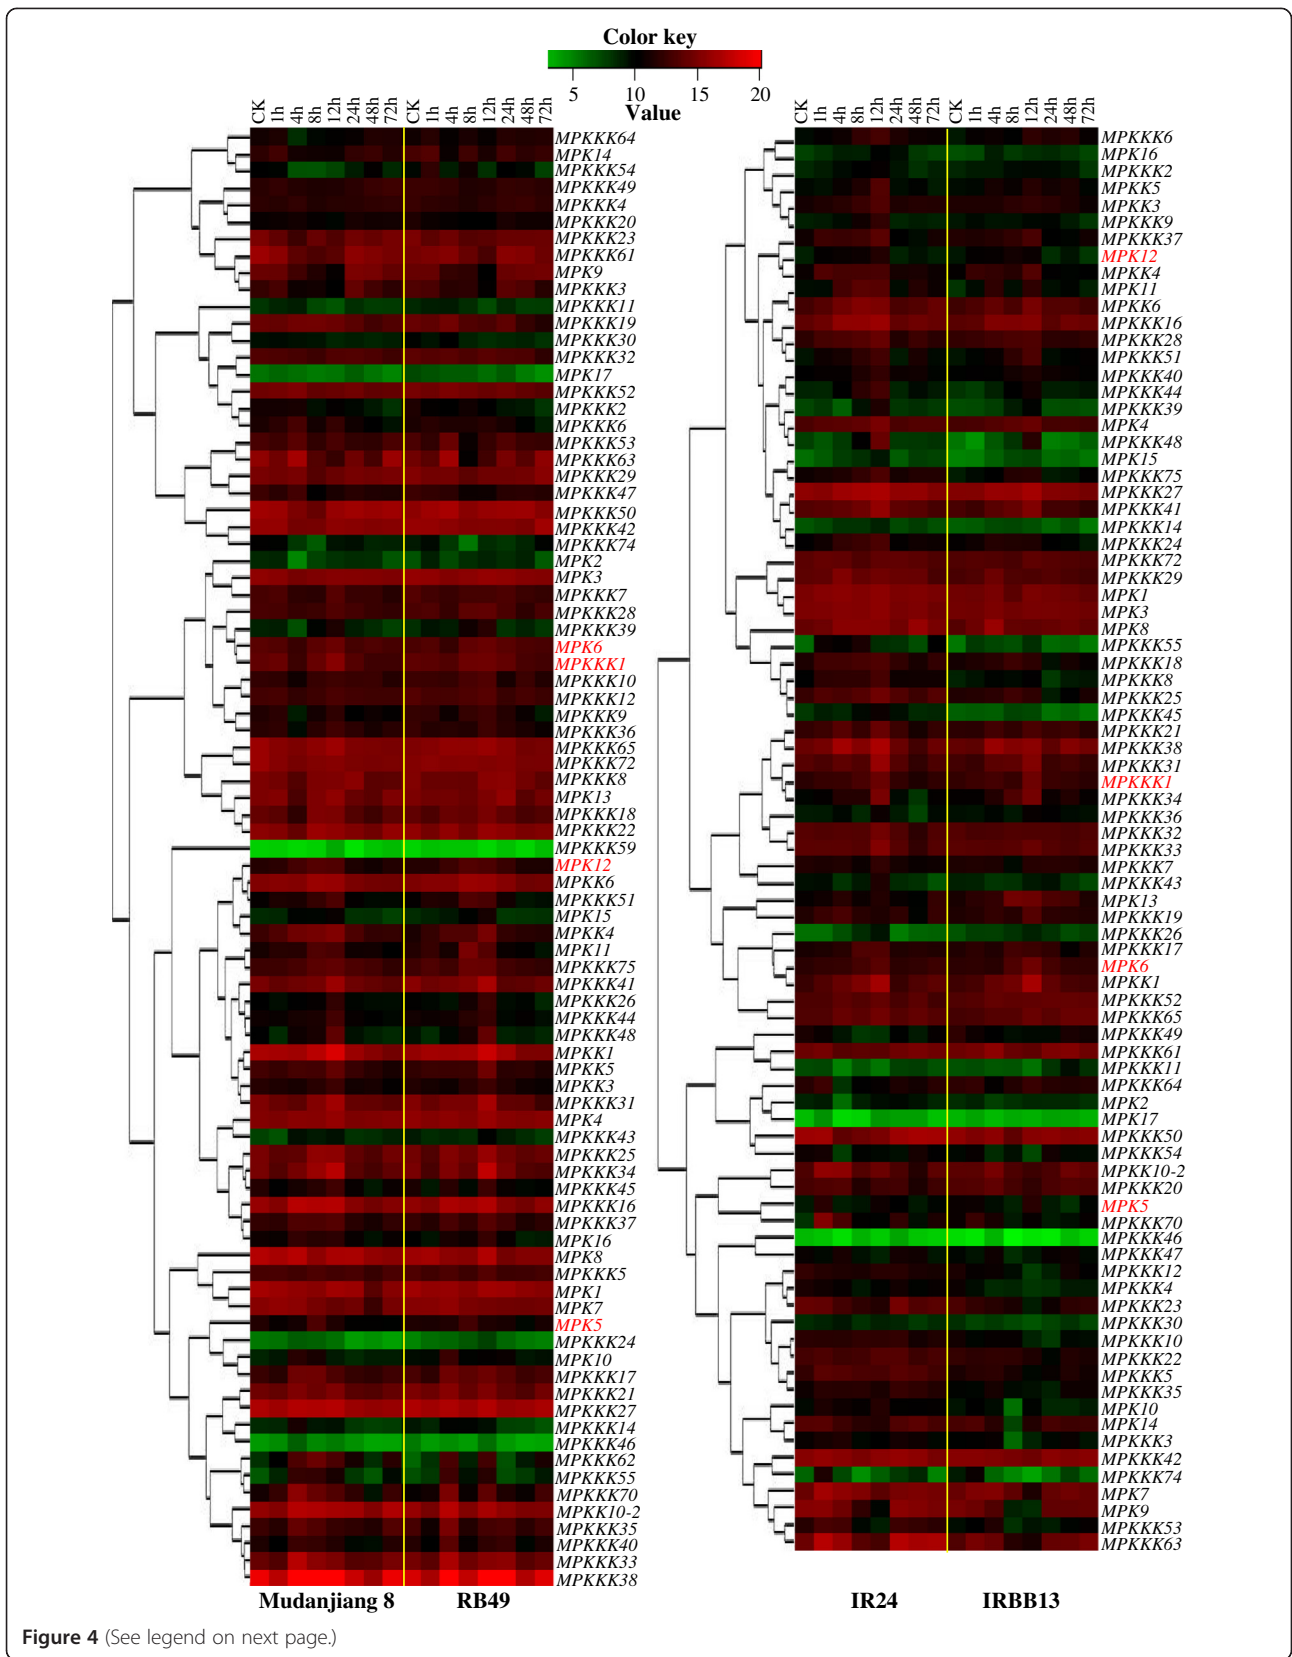 Color key
5 10 15 20
Value
CK 1h 4h 8h 12h 24h 48h 72h CK 1h 4h 8h 12h 24h 48h 72h
CK 1h 4h 8h 12h 24h 48h 72h CK 1h 4h 8h 12h 24h 48h 72h
MPKKK64
MPK14
MPKKK54
MPKKK49
MPKKK4
MPKKK20
MPKKK23
MPKKK61
MPK9
MPKKK3
MPKKK11
MPKKK19
MPKKK30
MPKKK32
MPK17
MPKKK52
MPKKK2
MPKKK6
MPKKK53
MPKKK63
MPKKK29
MPKKK47
MPKKK50
MPKKK42
MPKKK74
MPK2
MPK3
MPKKK7
MPKKK28
MPKKK39
MPK6
MPKKK1
MPKKK10
MPKKK12
MPKKK9
MPKKK36
MPKKK65
MPKKK72
MPKKK8
MPK13
MPKKK18
MPKKK22
MPKKK59
MPK12
MPKK6
MPKKK51
MPK15
MPKK4
MPK11
MPKKK75
MPKKK41
MPKKK26
MPKKK44
MPKKK48
MPKK1
MPKK5
MPKK3
MPKKK31
MPK4
MPKKK43
MPKKK25
MPKKK34
MPKKK45
MPKKK16
MPKKK37
MPK16
MPK8
MPKKK5
MPK1
MPK7
MPK5
MPKKK24
MPK10
MPKKK17
MPKKK21
MPKKK27
MPKKK14
MPKKK46
MPKKK62
MPKKK55
MPKKK70
MPKK10-2
MPKKK35
MPKKK40
MPKKK33
MPKKK38
Mudanjiang 8 RB49
MPKKK6
MPK16
MPKKK2
MPKK5
MPKK3
MPKKK9
MPKKK37
MPK12
MPKK4
MPK11
MPKK6
MPKKK16
MPKKK28
MPKKK51
MPKKK40
MPKKK44
MPKKK39
MPK4
MPKKK48
MPK15
MPKKK75
MPKKK27
MPKKK41
MPKKK14
MPKKK24
MPKKK72
MPKKK29
MPK1
MPK3
MPK8
MPKKK55
MPKKK18
MPKKK8
MPKKK25
MPKKK45
MPKKK21
MPKKK38
MPKKK31
MPKKK1
MPKKK34
MPKKK36
MPKKK32
MPKKK33
MPKKK7
MPKKK43
MPK13
MPKKK19
MPKKK26
MPKKK17
MPK6
MPKK1
MPKKK52
MPKKK65
MPKKK49
MPKKK61
MPKKK11
MPKKK64
MPK2
MPK17
MPKKK50
MPKKK54
MPKK10-2
MPKKK20
MPK5
MPKKK70
MPKKK46
MPKKK47
MPKKK12
MPKKK4
MPKKK23
MPKKK30
MPKKK10
MPKKK22
MPKKK5
MPKKK35
MPK10
MPK14
MPKKK3
MPKKK42
MPKKK74
MPK7
MPK9
MPKKK53
MPKKK63
IR24 IRBB13
Figure 4 (See legend on next page.)